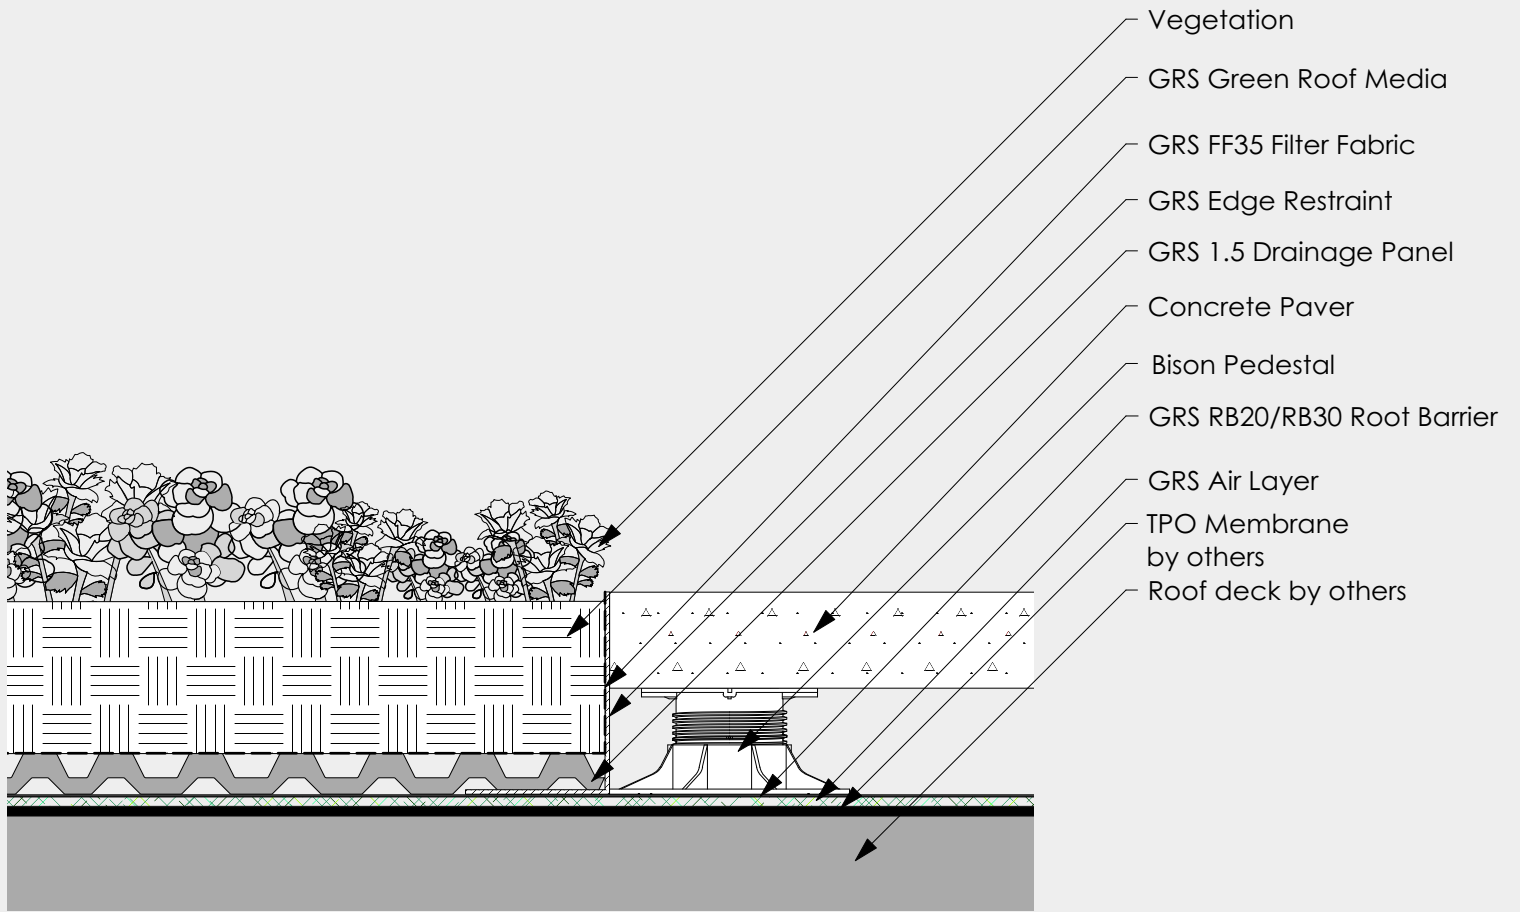 Vegetation
GRS Green Roof Media
GRS FF35 Filter Fabric
GRS Edge Restraint
GRS 1.5 Drainage Panel
Concrete Paver
Bison Pedestal
GRS RB20/RB30 Root Barrier
GRS Air Layer
TPO Membrane
by others
Roof deck by others